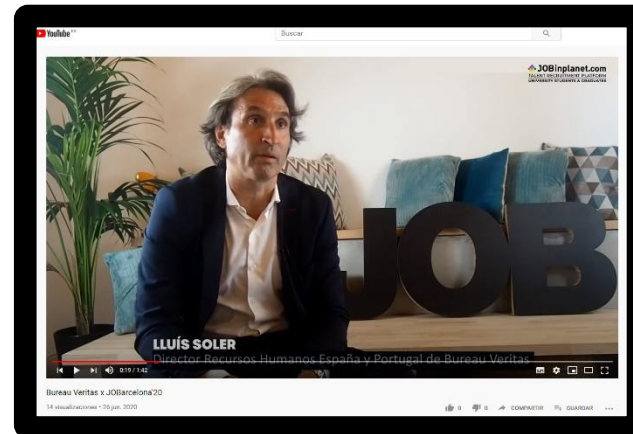 YouTube ES
Buscar
JOBinplanet.com
TALENT RECRUITMENT PLATFORM
UNIVERSITY STUDENTS & GRADUATES
JOB
LLUÍS SOLER
Director Recursos Humanos España y Portugal de Bureau Veritas
0:19 / 1:42
Bureau Veritas x JOBarcelona'20
14 visualizaciones • 26 jun. 2020
0
0
COMPARTIR
GUARDAR